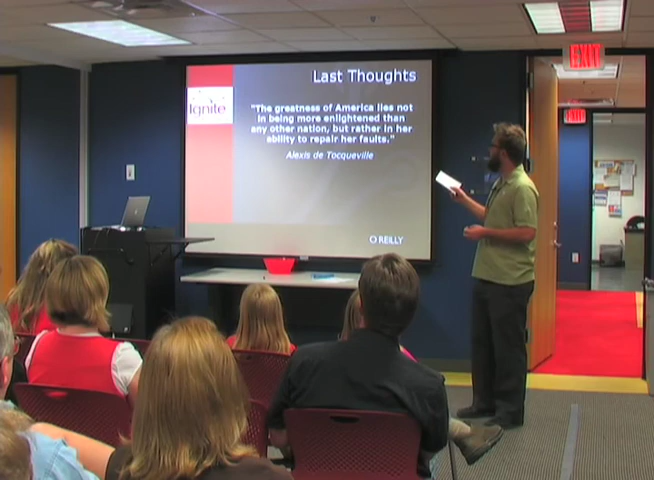 Last Thoughts
Ignite
"The greatness of America lies not
in being more enlightened than
any other nation, but rather in her
ability to repair her faults."
Alexis de Tocqueville
O'REILLY
EXIT
EXIT